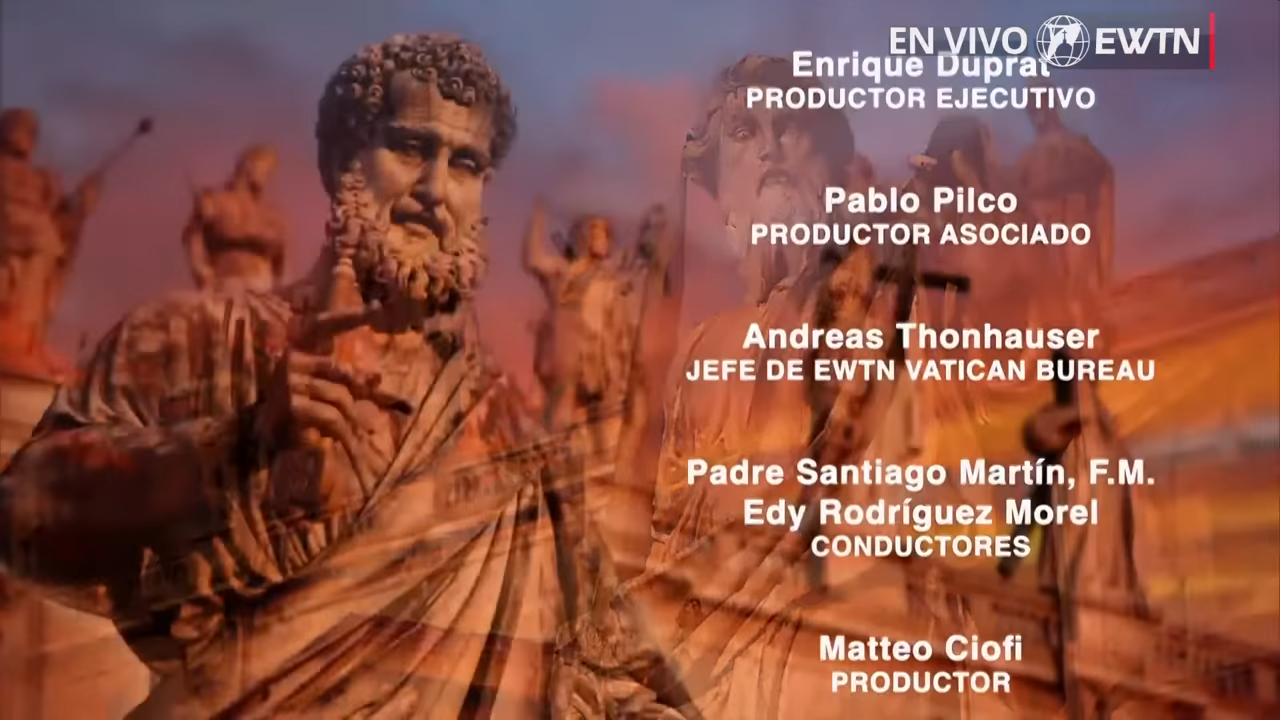 EN VIVO EWTN
Enrique Duprat
PRODUCTOR EJECUTIVO
Pablo Pilco
PRODUCTOR ASOCIADO
Andreas Thonhauser
JEFE DE EWTN VATICAN BUREAU
Padre Santiago Martín, F.M.
Edy Rodríguez Morel
CONDUCTORES
Matteo Ciofi
PRODUCTOR